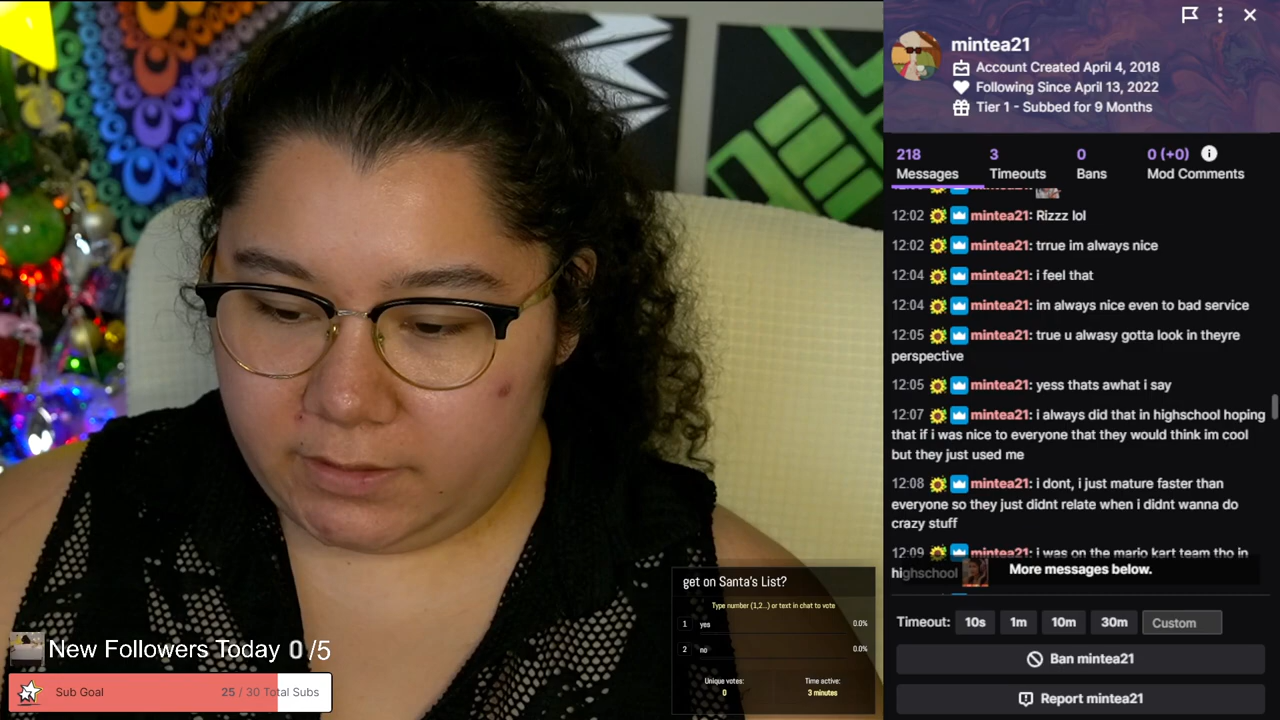 mintea21
Account Created April 4, 2018
Following Since April 13, 2022
Tier 1 - Subbed for 9 Months
218
Messages
3
Timeouts
0
Bans
0 (+0)
Mod Comments
12:02 mintea21: Rizzz lol
12:02 mintea21: trrue im always nice
12:04 mintea21: i feel that
12:04 mintea21: im always nice even to bad service
12:05 mintea21: true u alwasy gotta look in theyre
perspective
12:05 mintea21: yess thats awhat i say
12:07 mintea21: i always did that in highschool hoping
that if i was nice to everyone that they would think im cool
but they just used me
12:08 mintea21: i dont, i just mature faster than
everyone so they just didnt relate when i didnt wanna do
crazy stuff
12:09 mintea21: i was on the mario kart team tho in
highschool
More messages below.
Timeout: 10s 1m 10m 30m Custom
Ban mintea21
Report mintea21
get on Santa's List?
Type number (1,2...) or text in chat to vote
1 yes 0.0%
2 no 0.0%
Unique votes:
0
Time active:
3 minutes
New Followers Today 0 /5
Sub Goal 25 / 30 Total Subs